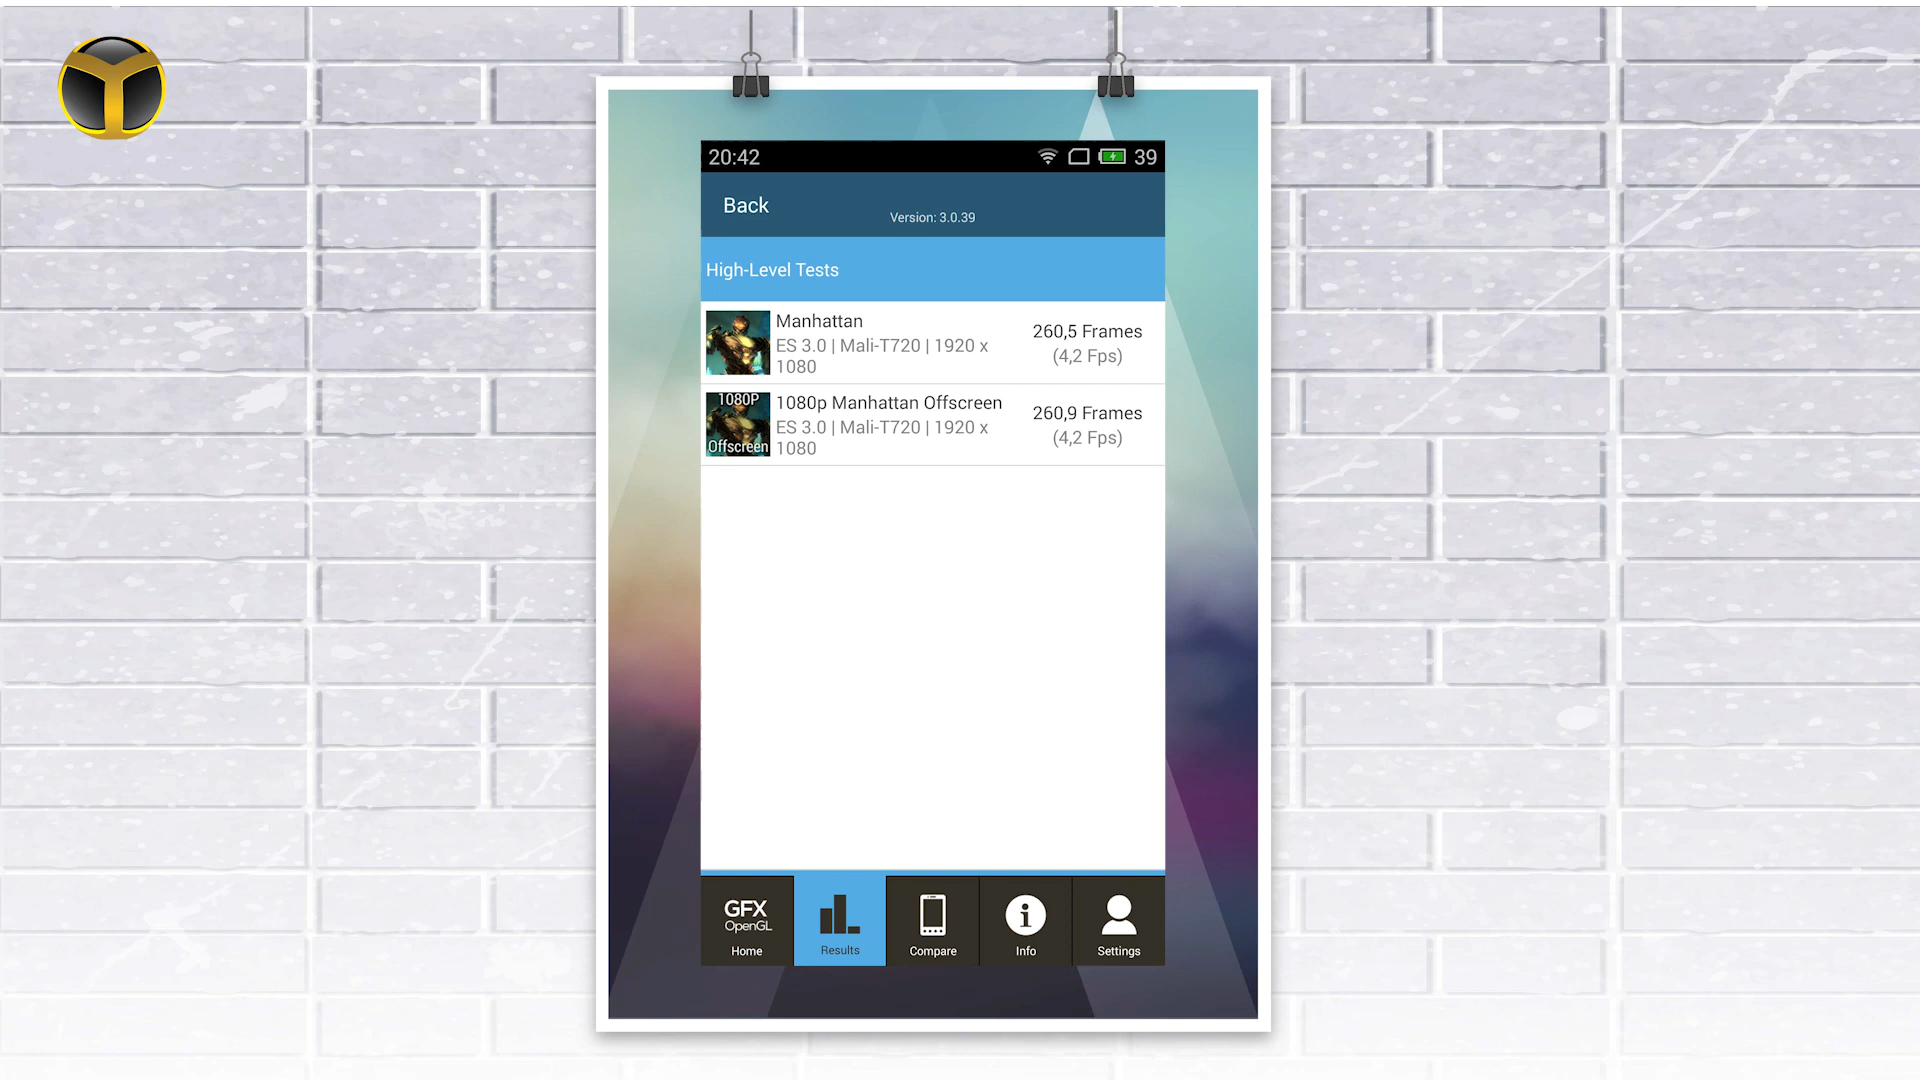 20:42
39
Back
Version: 3.0.39
High-Level Tests
Manhattan
ES 3.0 | Mali-T720 | 1920 x
1080
260,5 Frames
(4,2 Fps)
1080P
Offscreen
1080p Manhattan Offscreen
ES 3.0 | Mali-T720 | 1920 x
1080
260,9 Frames
(4,2 Fps)
GFX
OpenGL
Home
Results
Compare
Info
Settings